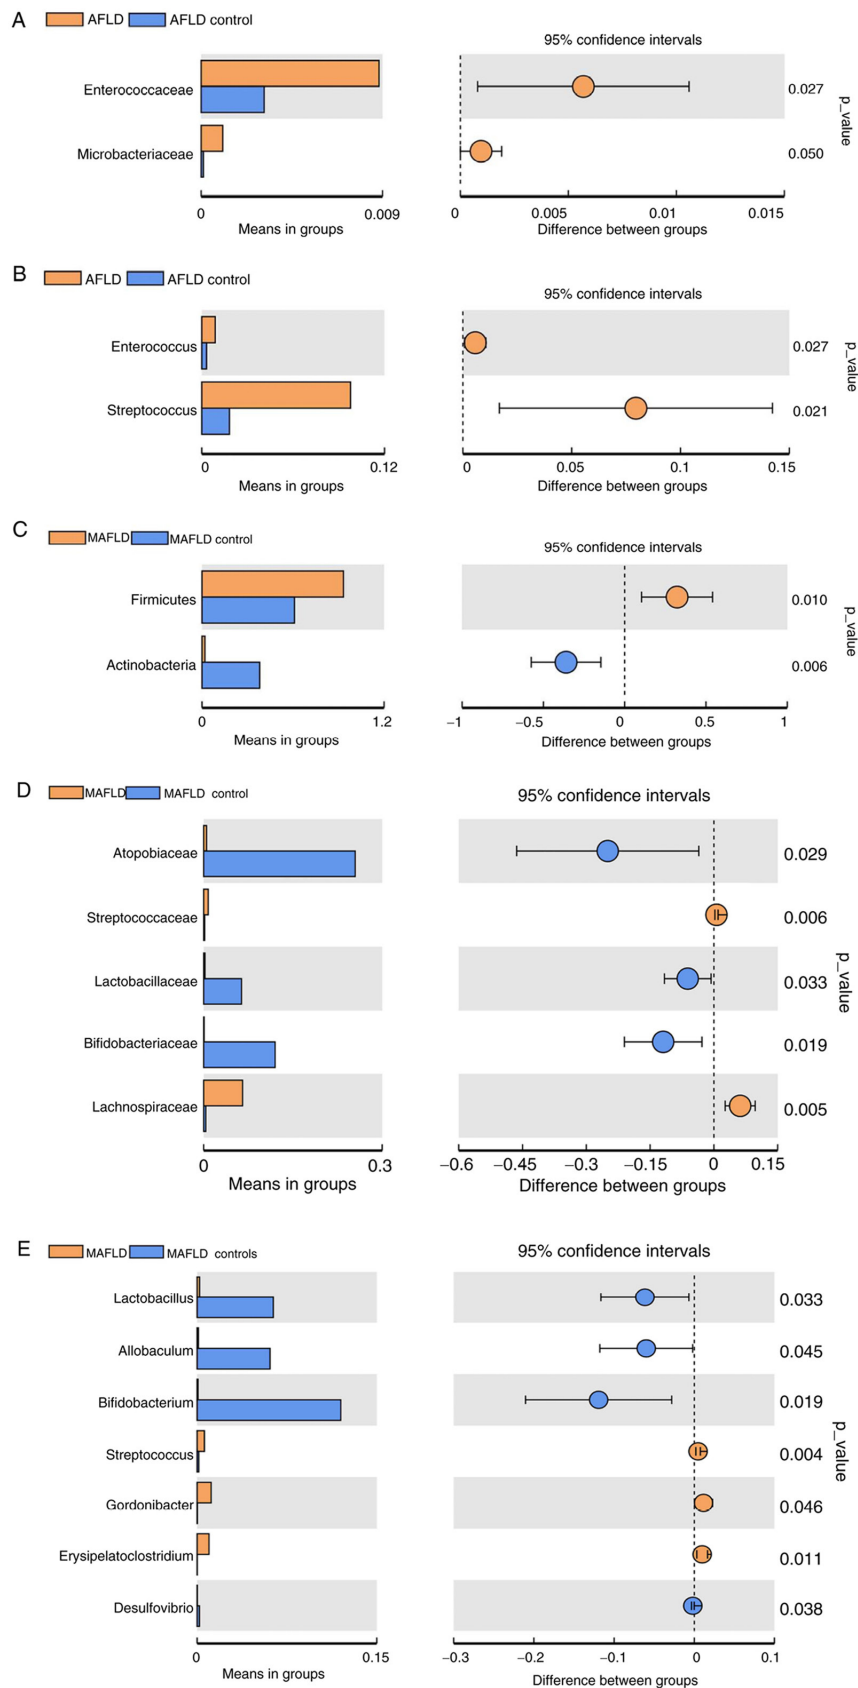 A
AFLD AFLD control
95% confidence intervals
Enterococcaceae
0.027
Microbacteriaceae
0.050
p_value
0 0.009
0 0.005 0.01 0.015
Means in groups
Difference between groups
B
AFLD AFLD control
95% confidence intervals
Enterococcus
0.027
Streptococcus
0.021
p_value
0 0.12
0 0.05 0.1 0.15
Means in groups
Difference between groups
C
MAFLD MAFLD control
95% confidence intervals
Firmicutes
0.010
Actinobacteria
0.006
p_value
0 1.2
−1 −0.5 0 0.5 1
Means in groups
Difference between groups
D
MAFLD MAFLD control
95% confidence intervals
Atopobiaceae
0.029
Streptococcaceae
0.006
Lactobacillaceae
0.033
Bifidobacteriaceae
0.019
Lachnospiraceae
0.005
p_value
0 0.3
−0.6 −0.45 −0.3 −0.15 0 0.15
Means in groups
Difference between groups
E
MAFLD MAFLD controls
95% confidence intervals
Lactobacillus
0.033
Allobaculum
0.045
Bifidobacterium
0.019
Streptococcus
0.004
Gordonibacter
0.046
Erysipelatoclostridium
0.011
Desulfovibrio
0.038
p_value
0 0.15
−0.3 −0.2 −0.1 0 0.1
Means in groups
Difference between groups